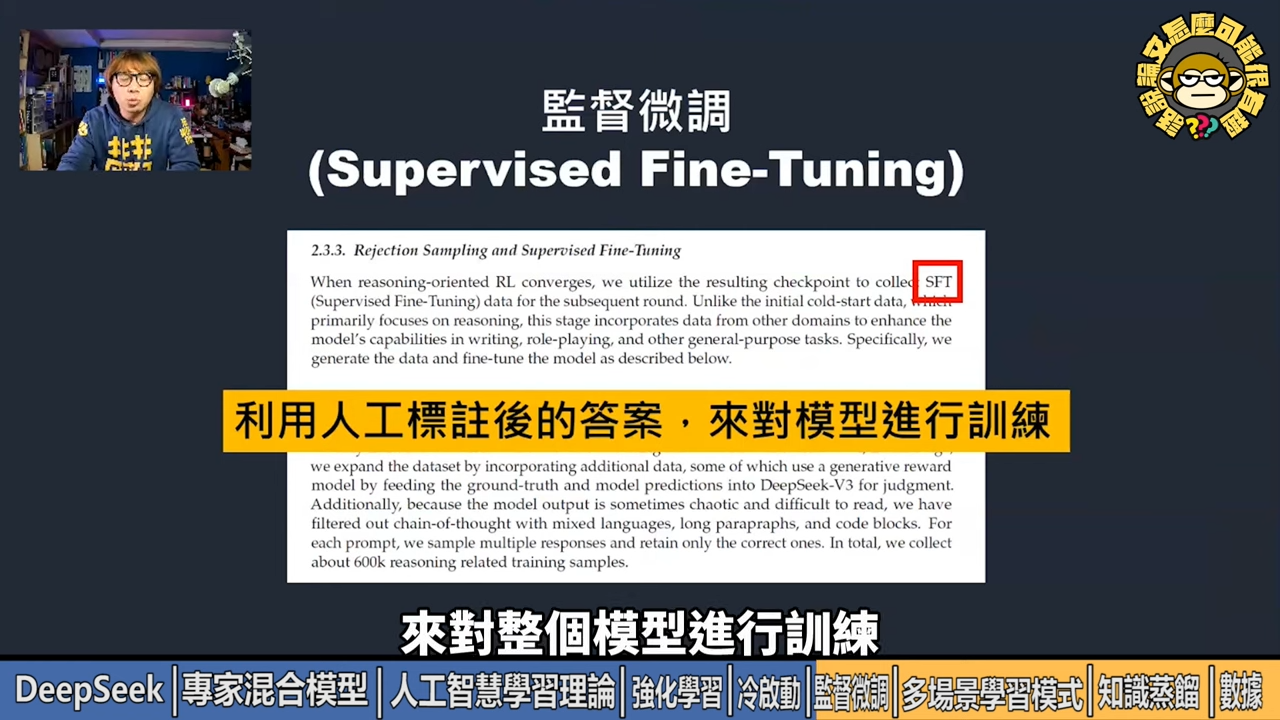 監督微調
(Supervised Fine-Tuning)
2.3.3. Rejection Sampling and Supervised Fine-Tuning
When reasoning-oriented RL converges, we utilize the resulting checkpoint to collec SFT
(Supervised Fine-Tuning) data for the subsequent round. Unlike the initial cold-start data, which
primarily focuses on reasoning, this stage incorporates data from other domains to enhance the
model's capabilities in writing, role-playing, and other general-purpose tasks. Specifically, we
generate the data and fine-tune the model as described below.
利用人工標註後的答案，來對模型進行訓練
we expand the dataset by incorporating additional data, some of which use a generative reward
model by feeding the ground-truth and model predictions into DeepSeek-V3 for judgment.
Additionally, because the model output is sometimes chaotic and difficult to read, we have
filtered out chain-of-thought with mixed languages, long parapraphs, and code blocks. For
each prompt, we sample multiple responses and retain only the correct ones. In total, we collect
about 600k reasoning related training samples.
來對整個模型進行訓練
DeepSeek|專家混合模型|人工智慧學習理論|強化學習|冷啟動|監督微調|多場景學習模式|知識蒸餾|數據